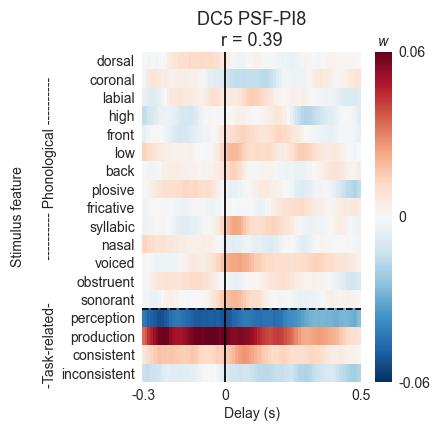 DC5 PSF-PI8
r = 0.39
w
dorsal
coronal
labial
high
front
low
back
plosive
fricative
syllabic
nasal
voiced
obstruent
sonorant
perception
production
consistent
inconsistent
Stimulus feature
---------- Phonological ----------
-Task-related-
-0.3
0
0.5
Delay (s)
0.06
0
-0.06